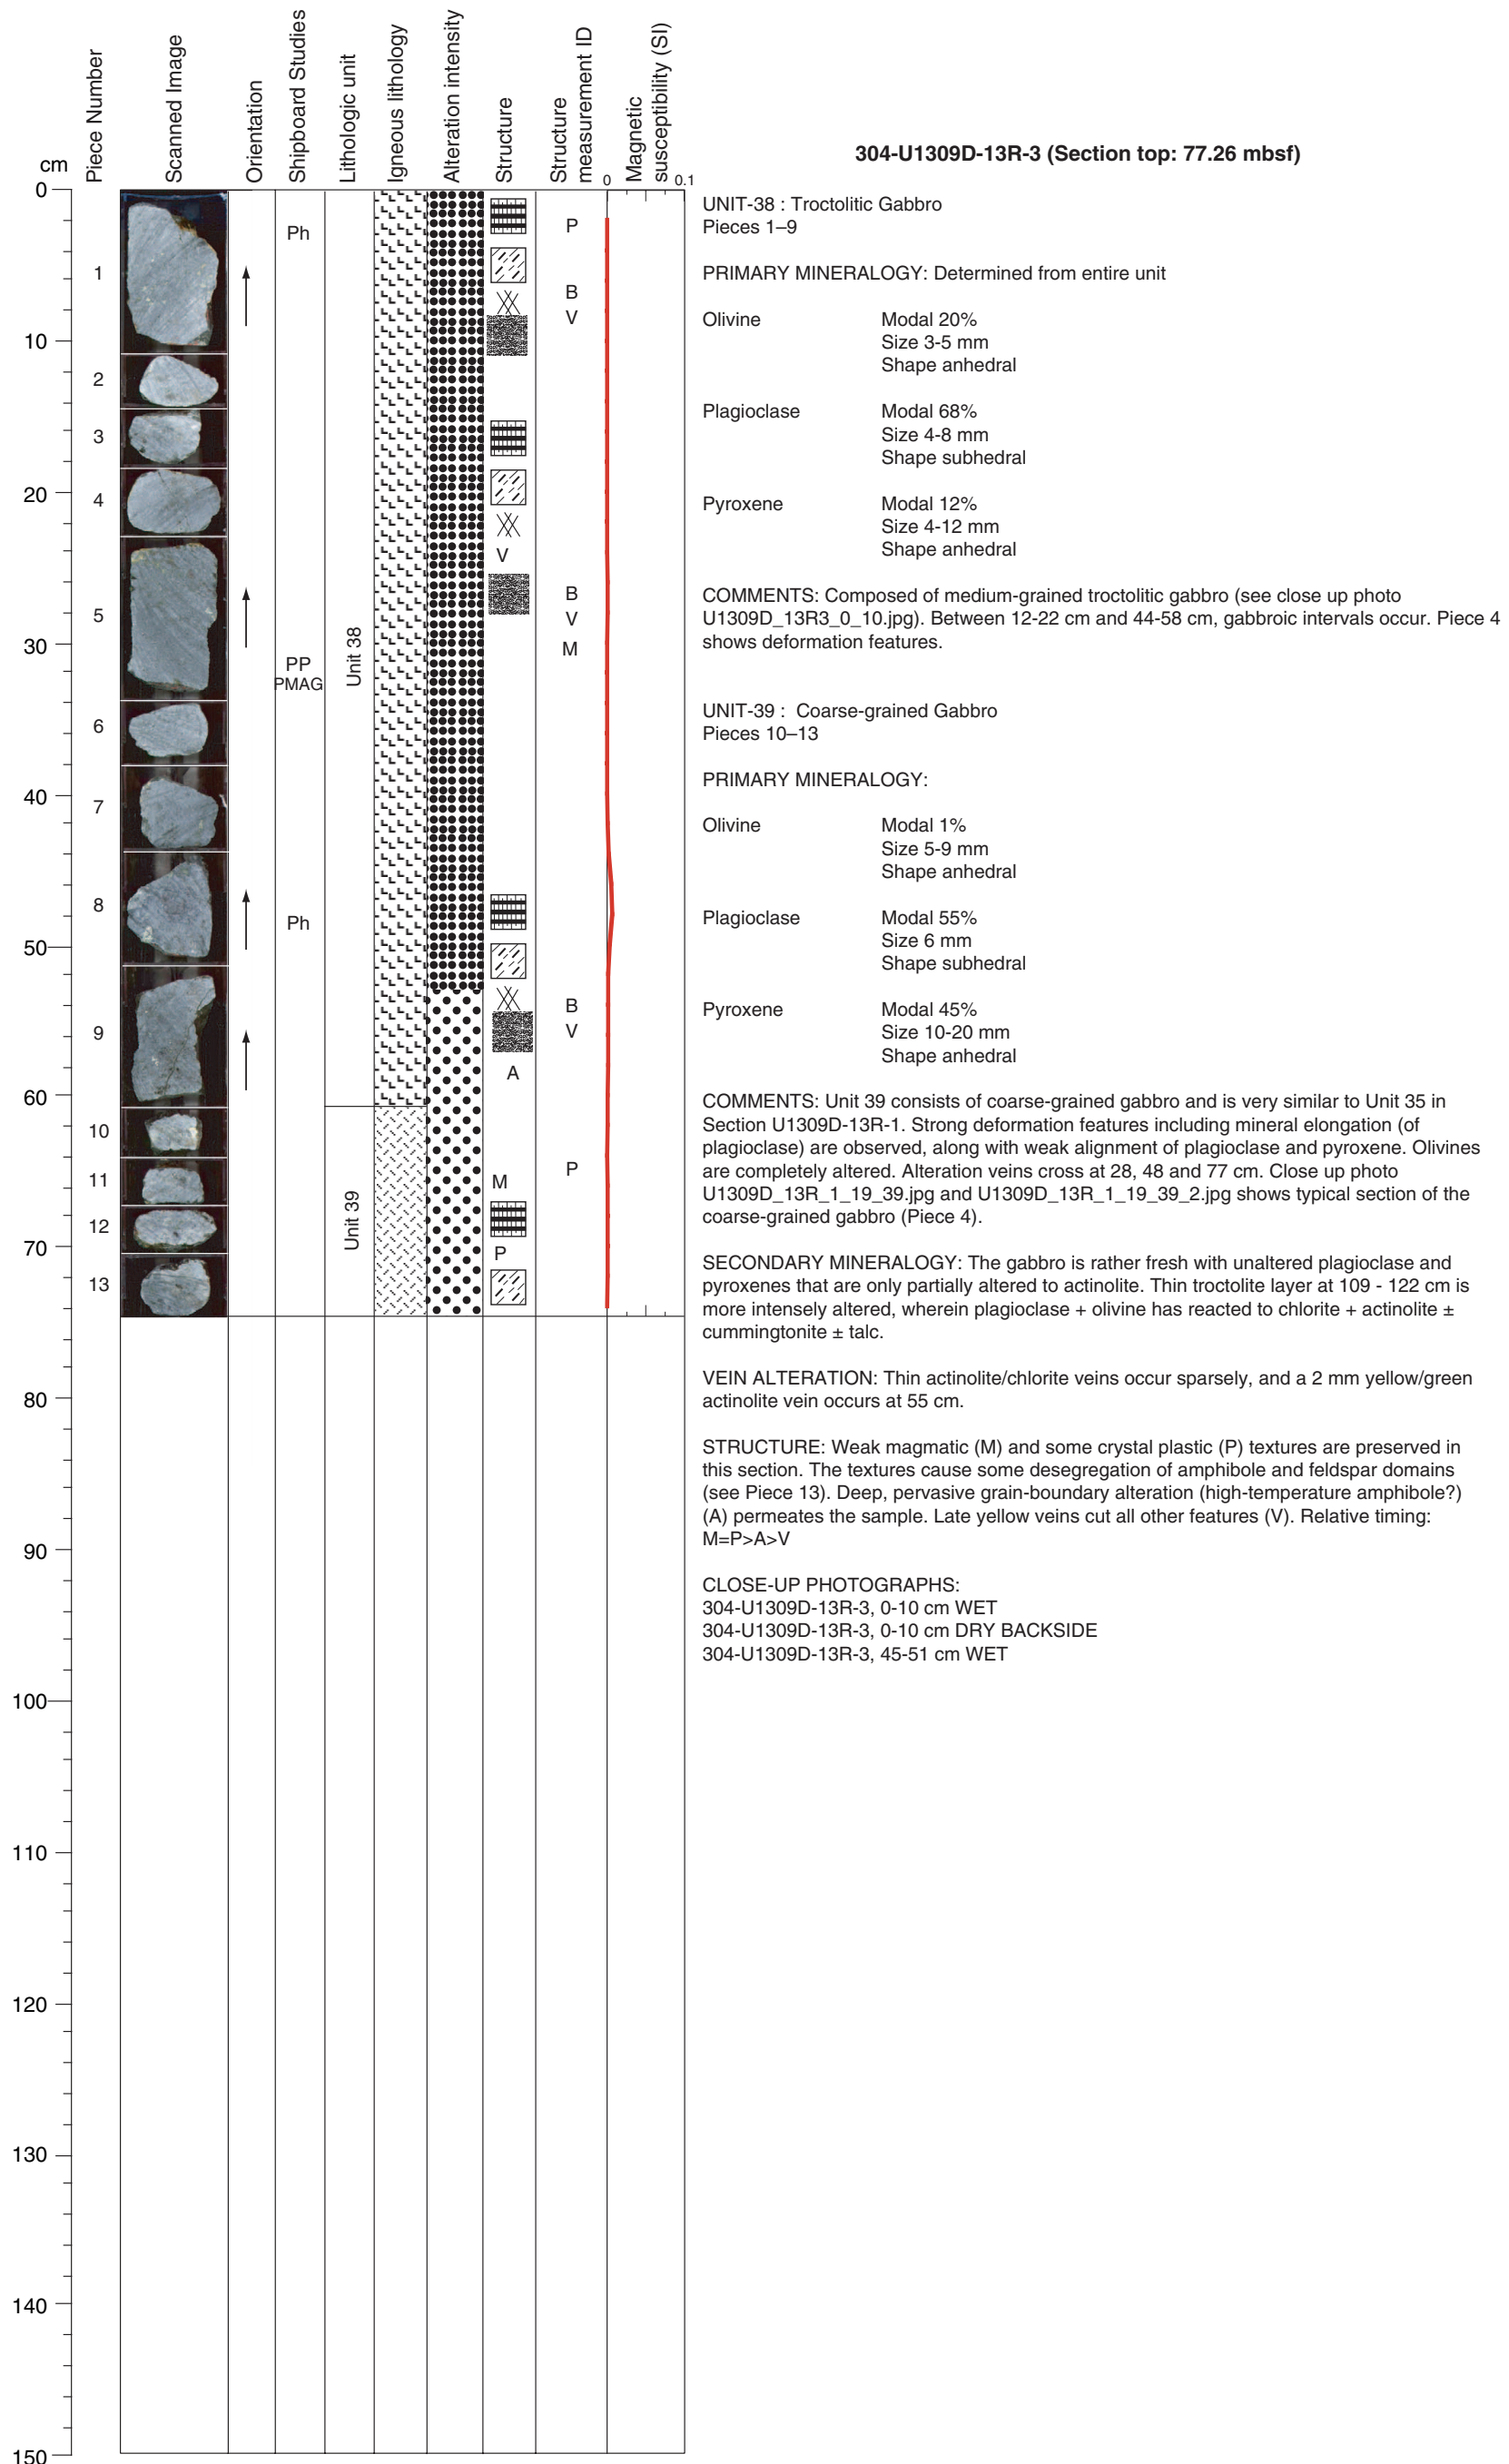 cm
Piece Number
Scanned Image
Orientation
Shipboard Studies
Lithologic unit
Igneous lithology
Alteration intensity
Structure
Structure
measurement ID
Magnetic
susceptibility (SI)
0
0.1
0
10
20
30
40
50
60
70
80
90
100
110
120
130
140
150
1
2
3
4
5
6
7
8
9
10
11
12
13
Ph
PP
PMAG
Ph
Unit 38
Unit 39
V
A
M
P
P
B
V
B
V
M
B
V
P
304-U1309D-13R-3 (Section top: 77.26 mbsf)
UNIT-38 : Troctolitic Gabbro
Pieces 1–9
PRIMARY MINERALOGY: Determined from entire unit
Olivine Modal 20%
Size 3-5 mm
Shape anhedral
Plagioclase Modal 68%
Size 4-8 mm
Shape subhedral
Pyroxene Modal 12%
Size 4-12 mm
Shape anhedral
COMMENTS: Composed of medium-grained troctolitic gabbro (see close up photo
U1309D_13R3_0_10.jpg). Between 12-22 cm and 44-58 cm, gabbroic intervals occur. Piece 4
shows deformation features.
UNIT-39 : Coarse-grained Gabbro
Pieces 10–13
PRIMARY MINERALOGY:
Olivine Modal 1%
Size 5-9 mm
Shape anhedral
Plagioclase Modal 55%
Size 6 mm
Shape subhedral
Pyroxene Modal 45%
Size 10-20 mm
Shape anhedral
COMMENTS: Unit 39 consists of coarse-grained gabbro and is very similar to Unit 35 in
Section U1309D-13R-1. Strong deformation features including mineral elongation (of
plagioclase) are observed, along with weak alignment of plagioclase and pyroxene. Olivines
are completely altered. Alteration veins cross at 28, 48 and 77 cm. Close up photo
U1309D_13R_1_19_39.jpg and U1309D_13R_1_19_39_2.jpg shows typical section of the
coarse-grained gabbro (Piece 4).
SECONDARY MINERALOGY: The gabbro is rather fresh with unaltered plagioclase and
pyroxenes that are only partially altered to actinolite. Thin troctolite layer at 109 - 122 cm is
more intensely altered, wherein plagioclase + olivine has reacted to chlorite + actinolite ±
cummingtonite ± talc.
VEIN ALTERATION: Thin actinolite/chlorite veins occur sparsely, and a 2 mm yellow/green
actinolite vein occurs at 55 cm.
STRUCTURE: Weak magmatic (M) and some crystal plastic (P) textures are preserved in
this section. The textures cause some desegregation of amphibole and feldspar domains
(see Piece 13). Deep, pervasive grain-boundary alteration (high-temperature amphibole?)
(A) permeates the sample. Late yellow veins cut all other features (V). Relative timing:
M=P>A>V
CLOSE-UP PHOTOGRAPHS:
304-U1309D-13R-3, 0-10 cm WET
304-U1309D-13R-3, 0-10 cm DRY BACKSIDE
304-U1309D-13R-3, 45-51 cm WET